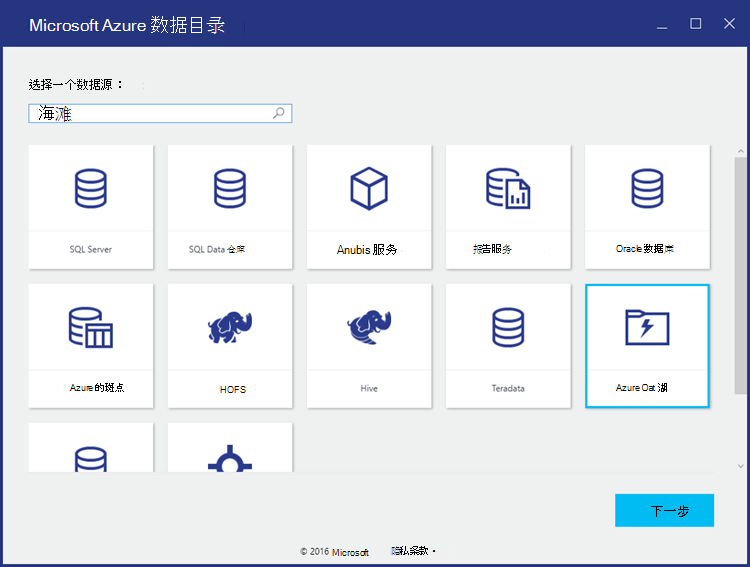 Microsoft Azure 数据目录
选择一个数据源：
海滩
SQL Server
SQL Data 仓库
Anubis 服务
报告服务
Oracle 数据库
Azure 的斑点
HOFS
Hive
Teradata
Azure Oat 湖
下一步
© 2016 Microsoft 隐私条款・